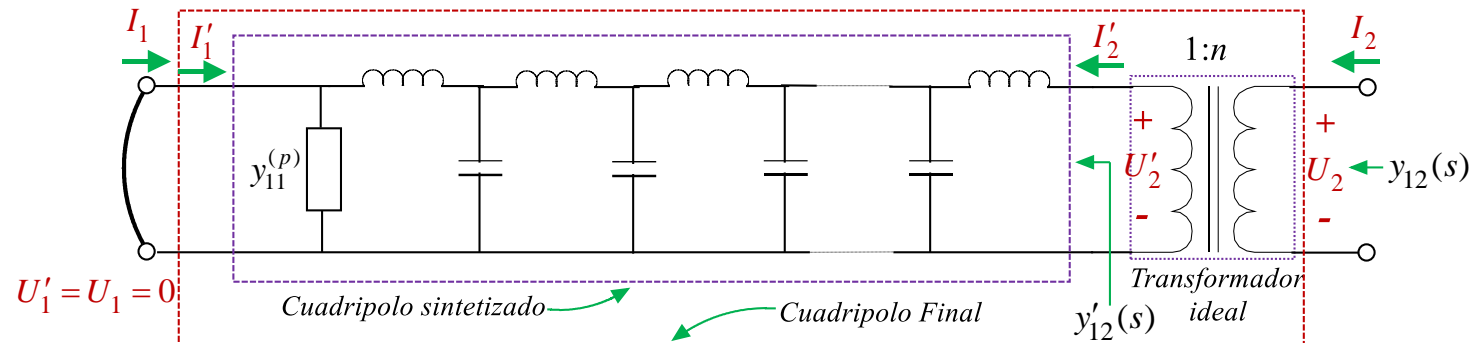 I₁
I′₁
I′₂
1:n
I₂
y₁₁⁽ᵖ⁾
+
U′₂
-
+
U₂
-
y₁₂(s)
U′₁ = U₁ = 0
Cuadripolo sintetizado
Cuadripolo Final
y′₁₂(s)
Transformador
ideal